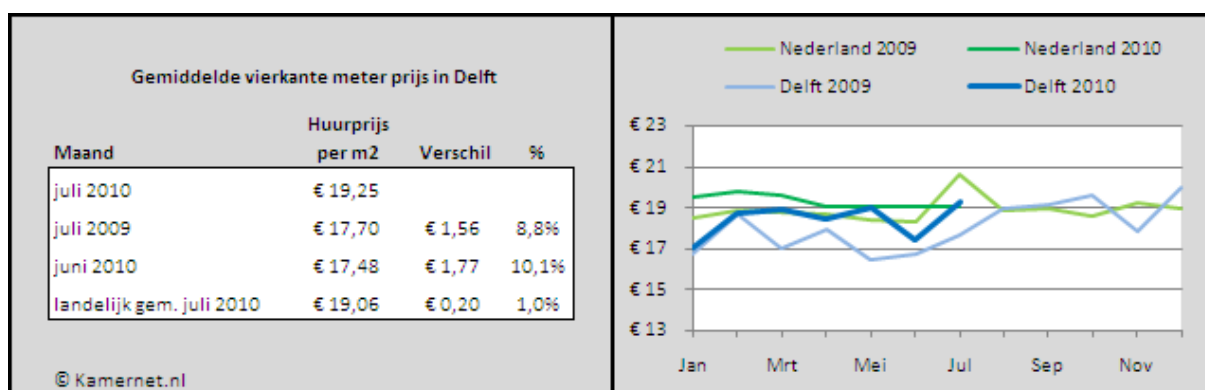 Gemiddelde vierkante meter prijs in Delft
Huurprijs
Maand per m2 Verschil %
juli 2010 € 19,25
juli 2009 € 17,70 € 1,56 8,8%
juni 2010 € 17,48 € 1,77 10,1%
landelijk gem. juli 2010 € 19,06 € 0,20 1,0%
© Kamernet.nl
Nederland 2009 Nederland 2010
Delft 2009 Delft 2010
€ 23
€ 21
€ 19
€ 17
€ 15
€ 13
Jan Mrt Mei Jul Sep Nov